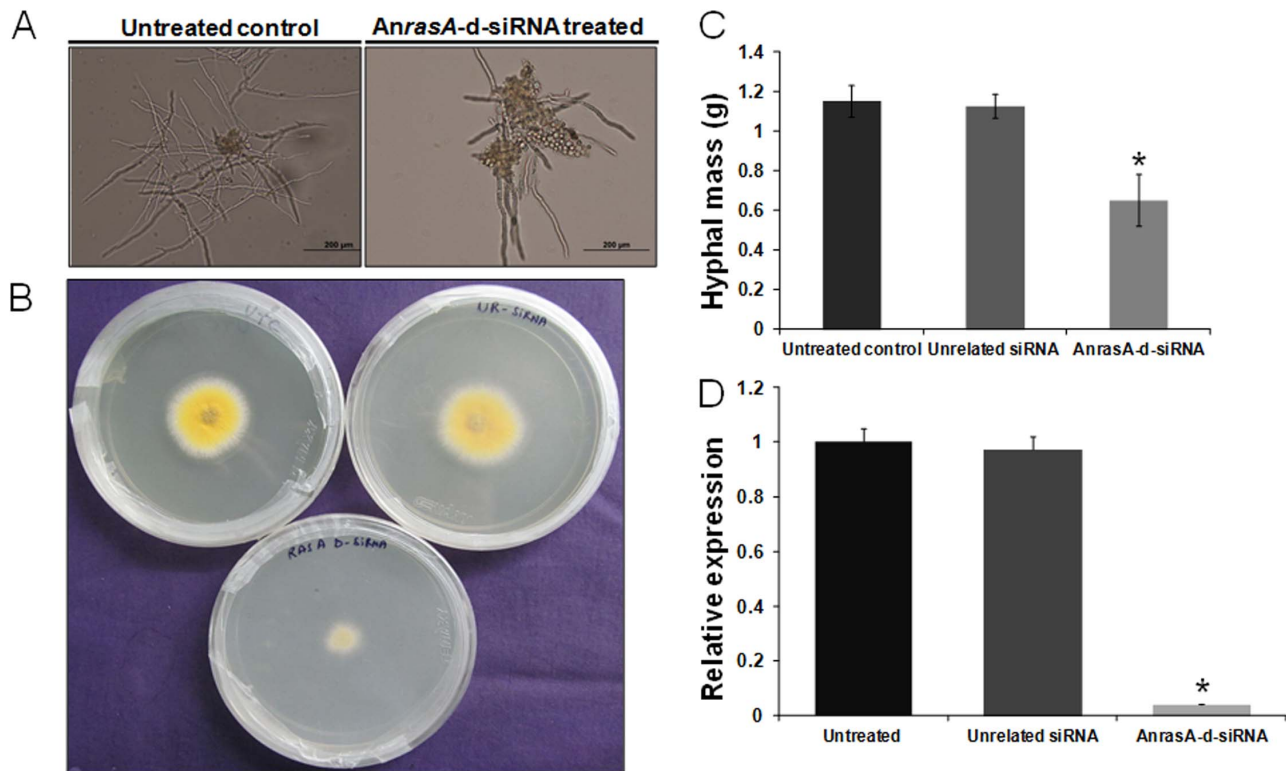 A
Untreated control
AnrasA-d-siRNA treated
200 µm
200 µm
B
UTC
UR-SiRNA
RAS A D-SiRNA
C
Hyphal mass (g)
1.4
1.2
1
0.8
0.6
0.4
0.2
0
*
Untreated control
Unrelated siRNA
AnrasA-d-siRNA
D
Relative expression
1.2
1
0.8
0.6
0.4
0.2
0
*
Untreated
Unrelated siRNA
AnrasA-d-siRNA